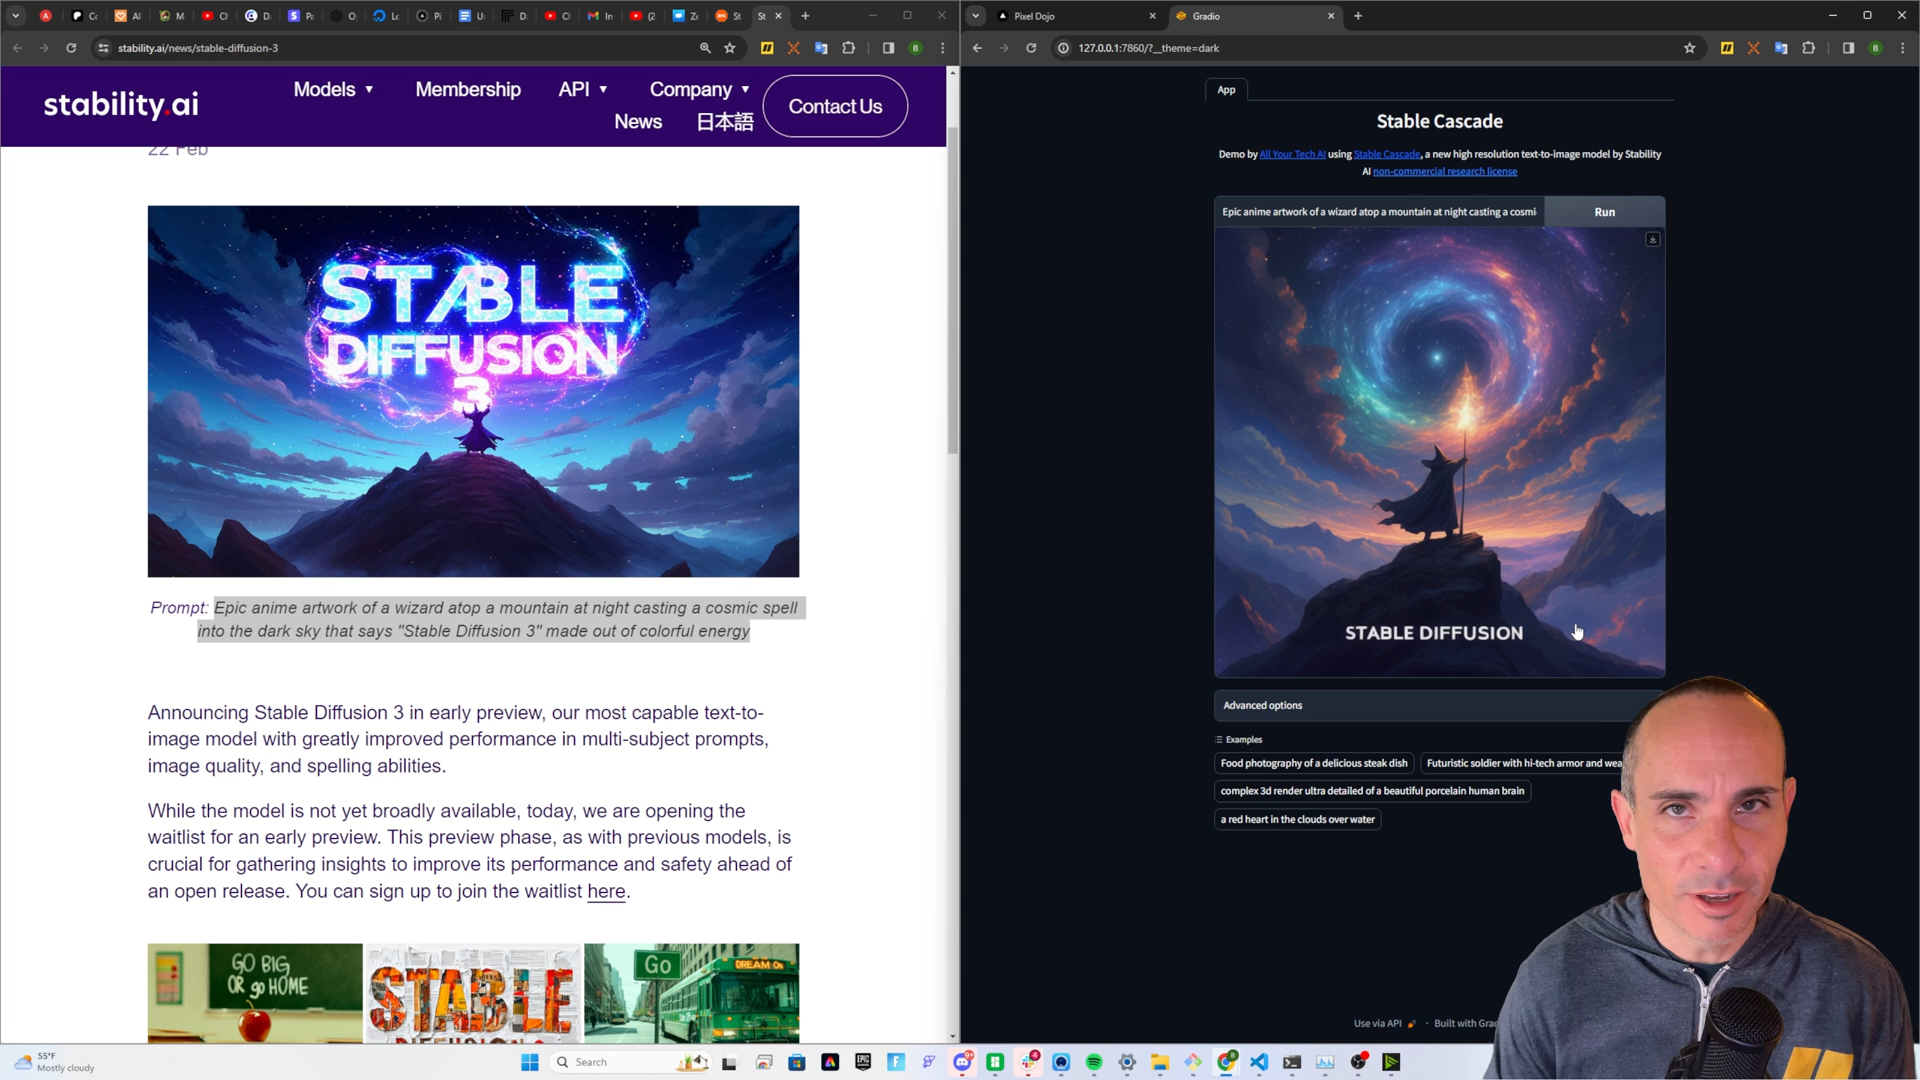 stability.ai/news/stable-diffusion-3
stability.ai
Models
Membership
API
Company
News
日本語
Contact Us
22 Feb
STABLE
DIFFUSION
3
Prompt: Epic anime artwork of a wizard atop a mountain at night casting a cosmic spell
into the dark sky that says "Stable Diffusion 3" made out of colorful energy
Announcing Stable Diffusion 3 in early preview, our most capable text-to-
image model with greatly improved performance in multi-subject prompts,
image quality, and spelling abilities.
While the model is not yet broadly available, today, we are opening the
waitlist for an early preview. This preview phase, as with previous models, is
crucial for gathering insights to improve its performance and safety ahead of
an open release. You can sign up to join the waitlist here.
GO BIG
OR go HOME
STABLE
Go
DREAM ON
Pixel Dojo
Gradio
127.0.0.1:7860/?__theme=dark
App
Stable Cascade
Demo by All Your Tech AI using Stable Cascade, a new high resolution text-to-image model by Stability
AI non-commercial research license
Epic anime artwork of a wizard atop a mountain at night casting a cosmi
Run
STABLE DIFFUSION
Advanced options
Examples
Food photography of a delicious steak dish
Futuristic soldier with hi-tech armor and wea
complex 3d render ultra detailed of a beautiful porcelain human brain
a red heart in the clouds over water
Use via API
· Built with Grad
55°F
Mostly cloudy
Search